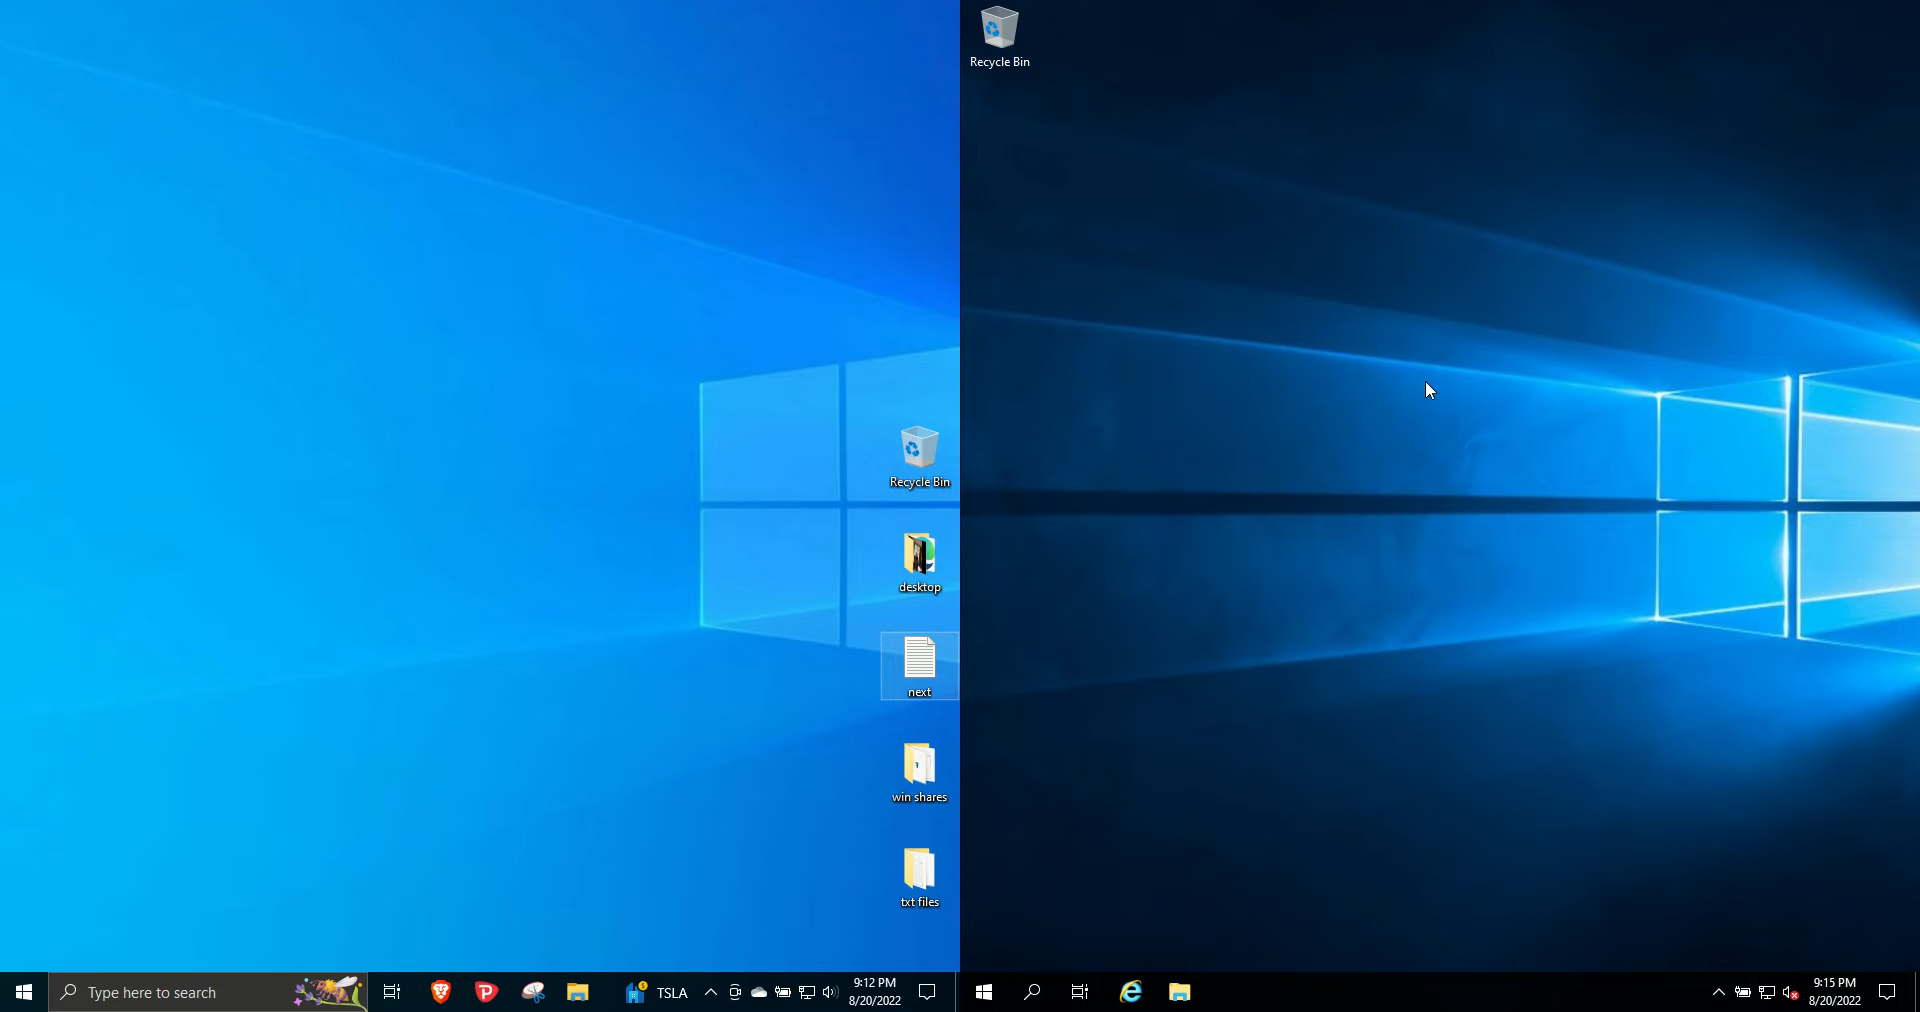 Recycle Bin
Recycle Bin
desktop
next
win shares
txt files
Type here to search
TSLA
9:12 PM
8/20/2022
9:15 PM
8/20/2022